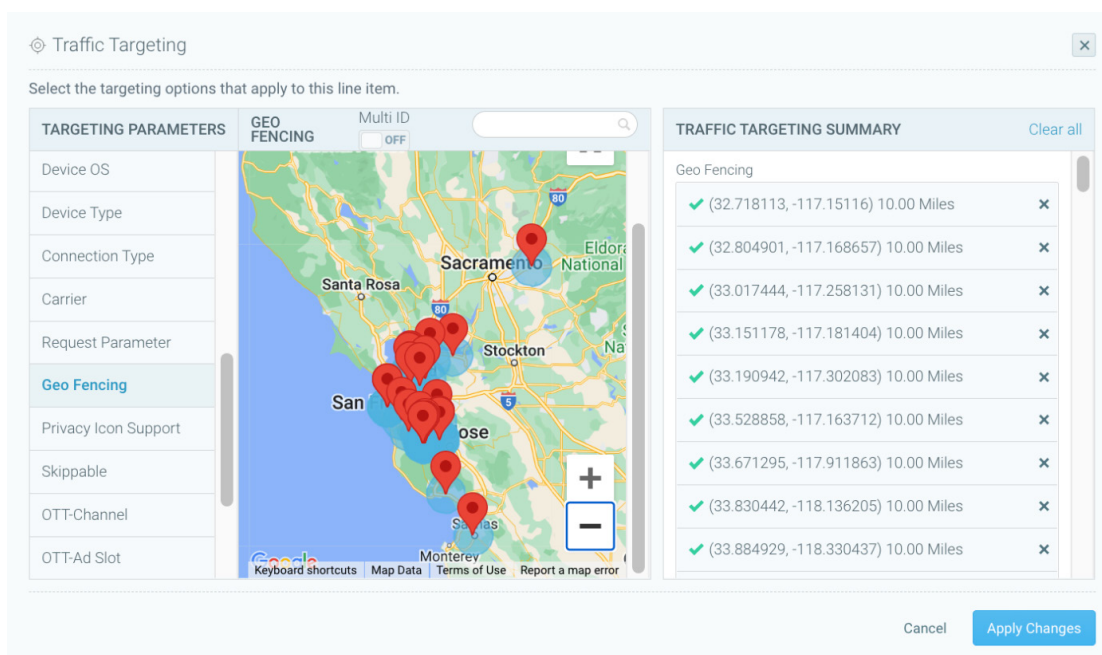 Traffic Targeting
Select the targeting options that apply to this line item.
TARGETING PARAMETERS
Device OS
Device Type
Connection Type
Carrier
Request Parameter
Geo Fencing
Privacy Icon Support
Skippable
OTT-Channel
OTT-Ad Slot
GEO
FENCING
Multi ID
OFF
80
Eldor
Sacramento
National
Santa Rosa
80
Stockton
Na
San
5
ose
Salinas
Monterey
Google
Keyboard shortcuts
Map Data
Terms of Use
Report a map error
TRAFFIC TARGETING SUMMARY
Clear all
Geo Fencing
(32.718113, -117.15116) 10.00 Miles
(32.804901, -117.168657) 10.00 Miles
(33.017444, -117.258131) 10.00 Miles
(33.151178, -117.181404) 10.00 Miles
(33.190942, -117.302083) 10.00 Miles
(33.528858, -117.163712) 10.00 Miles
(33.671295, -117.911863) 10.00 Miles
(33.830442, -118.136205) 10.00 Miles
(33.884929, -118.330437) 10.00 Miles
Cancel
Apply Changes